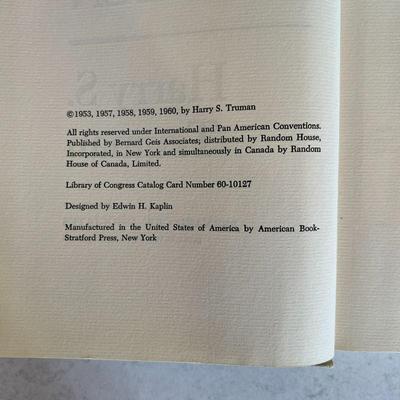 ©1953, 1957, 1958, 1959, 1960, by Harry S. Truman
All rights reserved under International and Pan American Conventions.
Published by Bernard Geis Associates; distributed by Random House,
Incorporated, in New York and simultaneously in Canada by Random
House of Canada, Limited.
Library of Congress Catalog Card Number 60-10127
Designed by Edwin H. Kaplin
Manufactured in the United States of America by American Book-
Stratford Press, New York